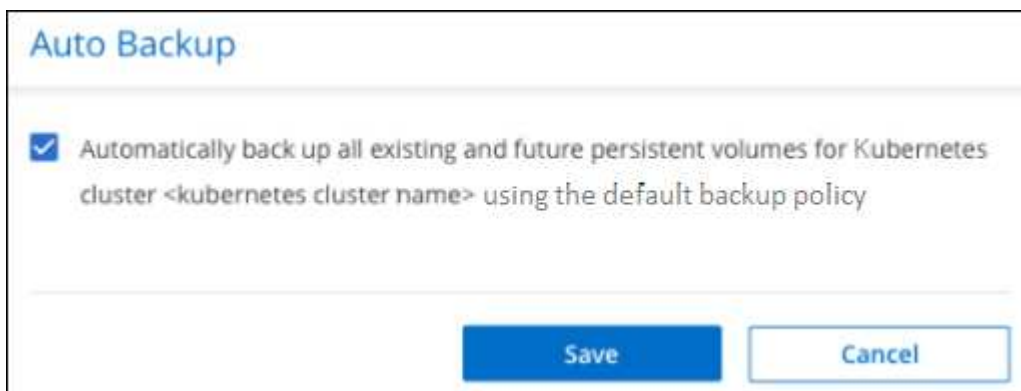 Auto Backup
Automatically back up all existing and future persistent volumes for Kubernetes
cluster <kubernetes cluster name> using the default backup policy
Save
Cancel